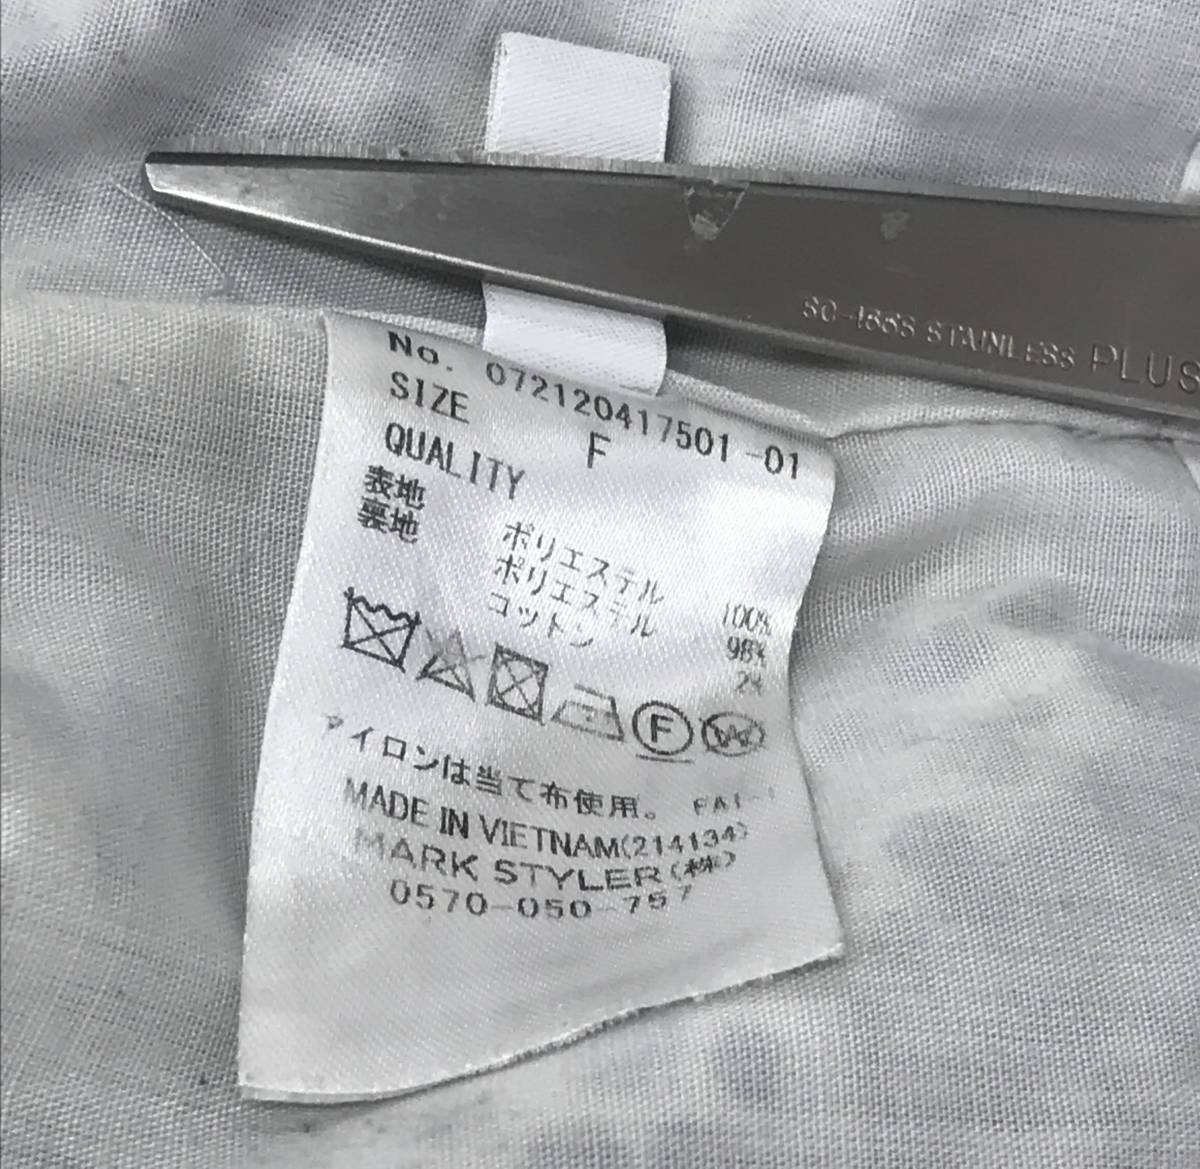 SC-166S STAINLESS PLUS
No. 072120417501-01
SIZE F
QUALITY
表地 ポリエステル 100%
裏地 ポリエステル 98%
コットン 2%
F
W
アイロンは当て布使用。
MADE IN VIETNAM(214134)
MARK STYLER(株)
0570-050-757